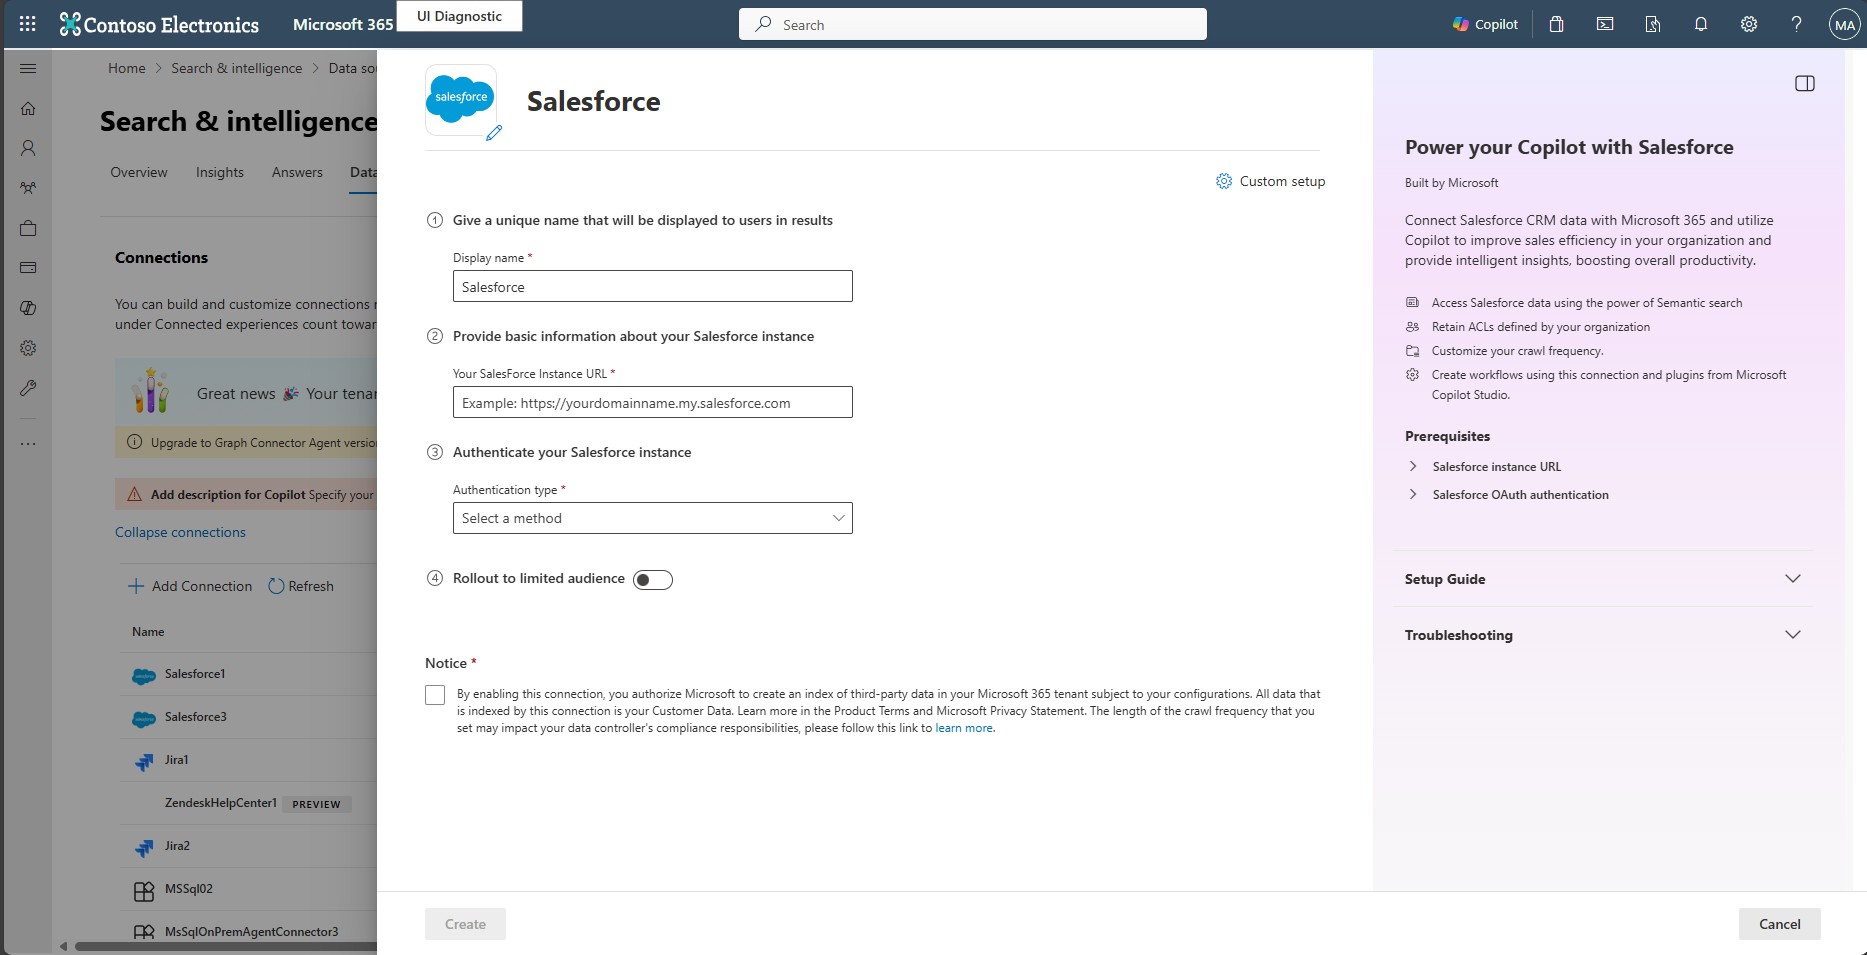 Contoso Electronics
Microsoft 365
UI Diagnostic
Search
Copilot
MA
Home > Search & intelligence > Data sou
Search & intelligence
Overview Insights Answers Data
Connections
You can build and customize connections
under Connected experiences count towar
Great news 🎉 Your tenan
Upgrade to Graph Connector Agent versio
Add description for Copilot Specify your
Collapse connections
Add Connection Refresh
Name
salesforce
Salesforce1
salesforce
Salesforce3
Jira1
ZendeskHelpCenter1 PREVIEW
Jira2
MSSql02
MsSqlOnPremAgentConnector3
salesforce
Salesforce
Custom setup
1 Give a unique name that will be displayed to users in results
Display name *
Salesforce
2 Provide basic information about your Salesforce instance
Your SalesForce Instance URL *
Example: https://yourdomainname.my.salesforce.com
3 Authenticate your Salesforce instance
Authentication type *
Select a method
4 Rollout to limited audience
Notice *
By enabling this connection, you authorize Microsoft to create an index of third-party data in your Microsoft 365 tenant subject to your configurations. All data that
is indexed by this connection is your Customer Data. Learn more in the Product Terms and Microsoft Privacy Statement. The length of the crawl frequency that you
set may impact your data controller's compliance responsibilities, please follow this link to learn more.
Create
Cancel
Power your Copilot with Salesforce
Built by Microsoft
Connect Salesforce CRM data with Microsoft 365 and utilize
Copilot to improve sales efficiency in your organization and
provide intelligent insights, boosting overall productivity.
Access Salesforce data using the power of Semantic search
Retain ACLs defined by your organization
Customize your crawl frequency.
Create workflows using this connection and plugins from Microsoft
Copilot Studio.
Prerequisites
Salesforce instance URL
Salesforce OAuth authentication
Setup Guide
Troubleshooting